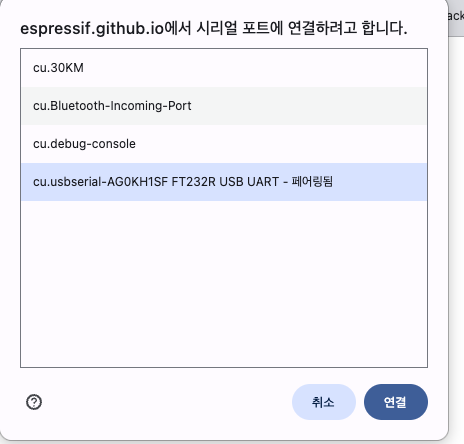 espressif.github.io에서 시리얼 포트에 연결하려고 합니다.
cu.30KM
cu.Bluetooth-Incoming-Port
cu.debug-console
cu.usbserial-AG0KH1SF FT232R USB UART - 페어링됨
취소
연결